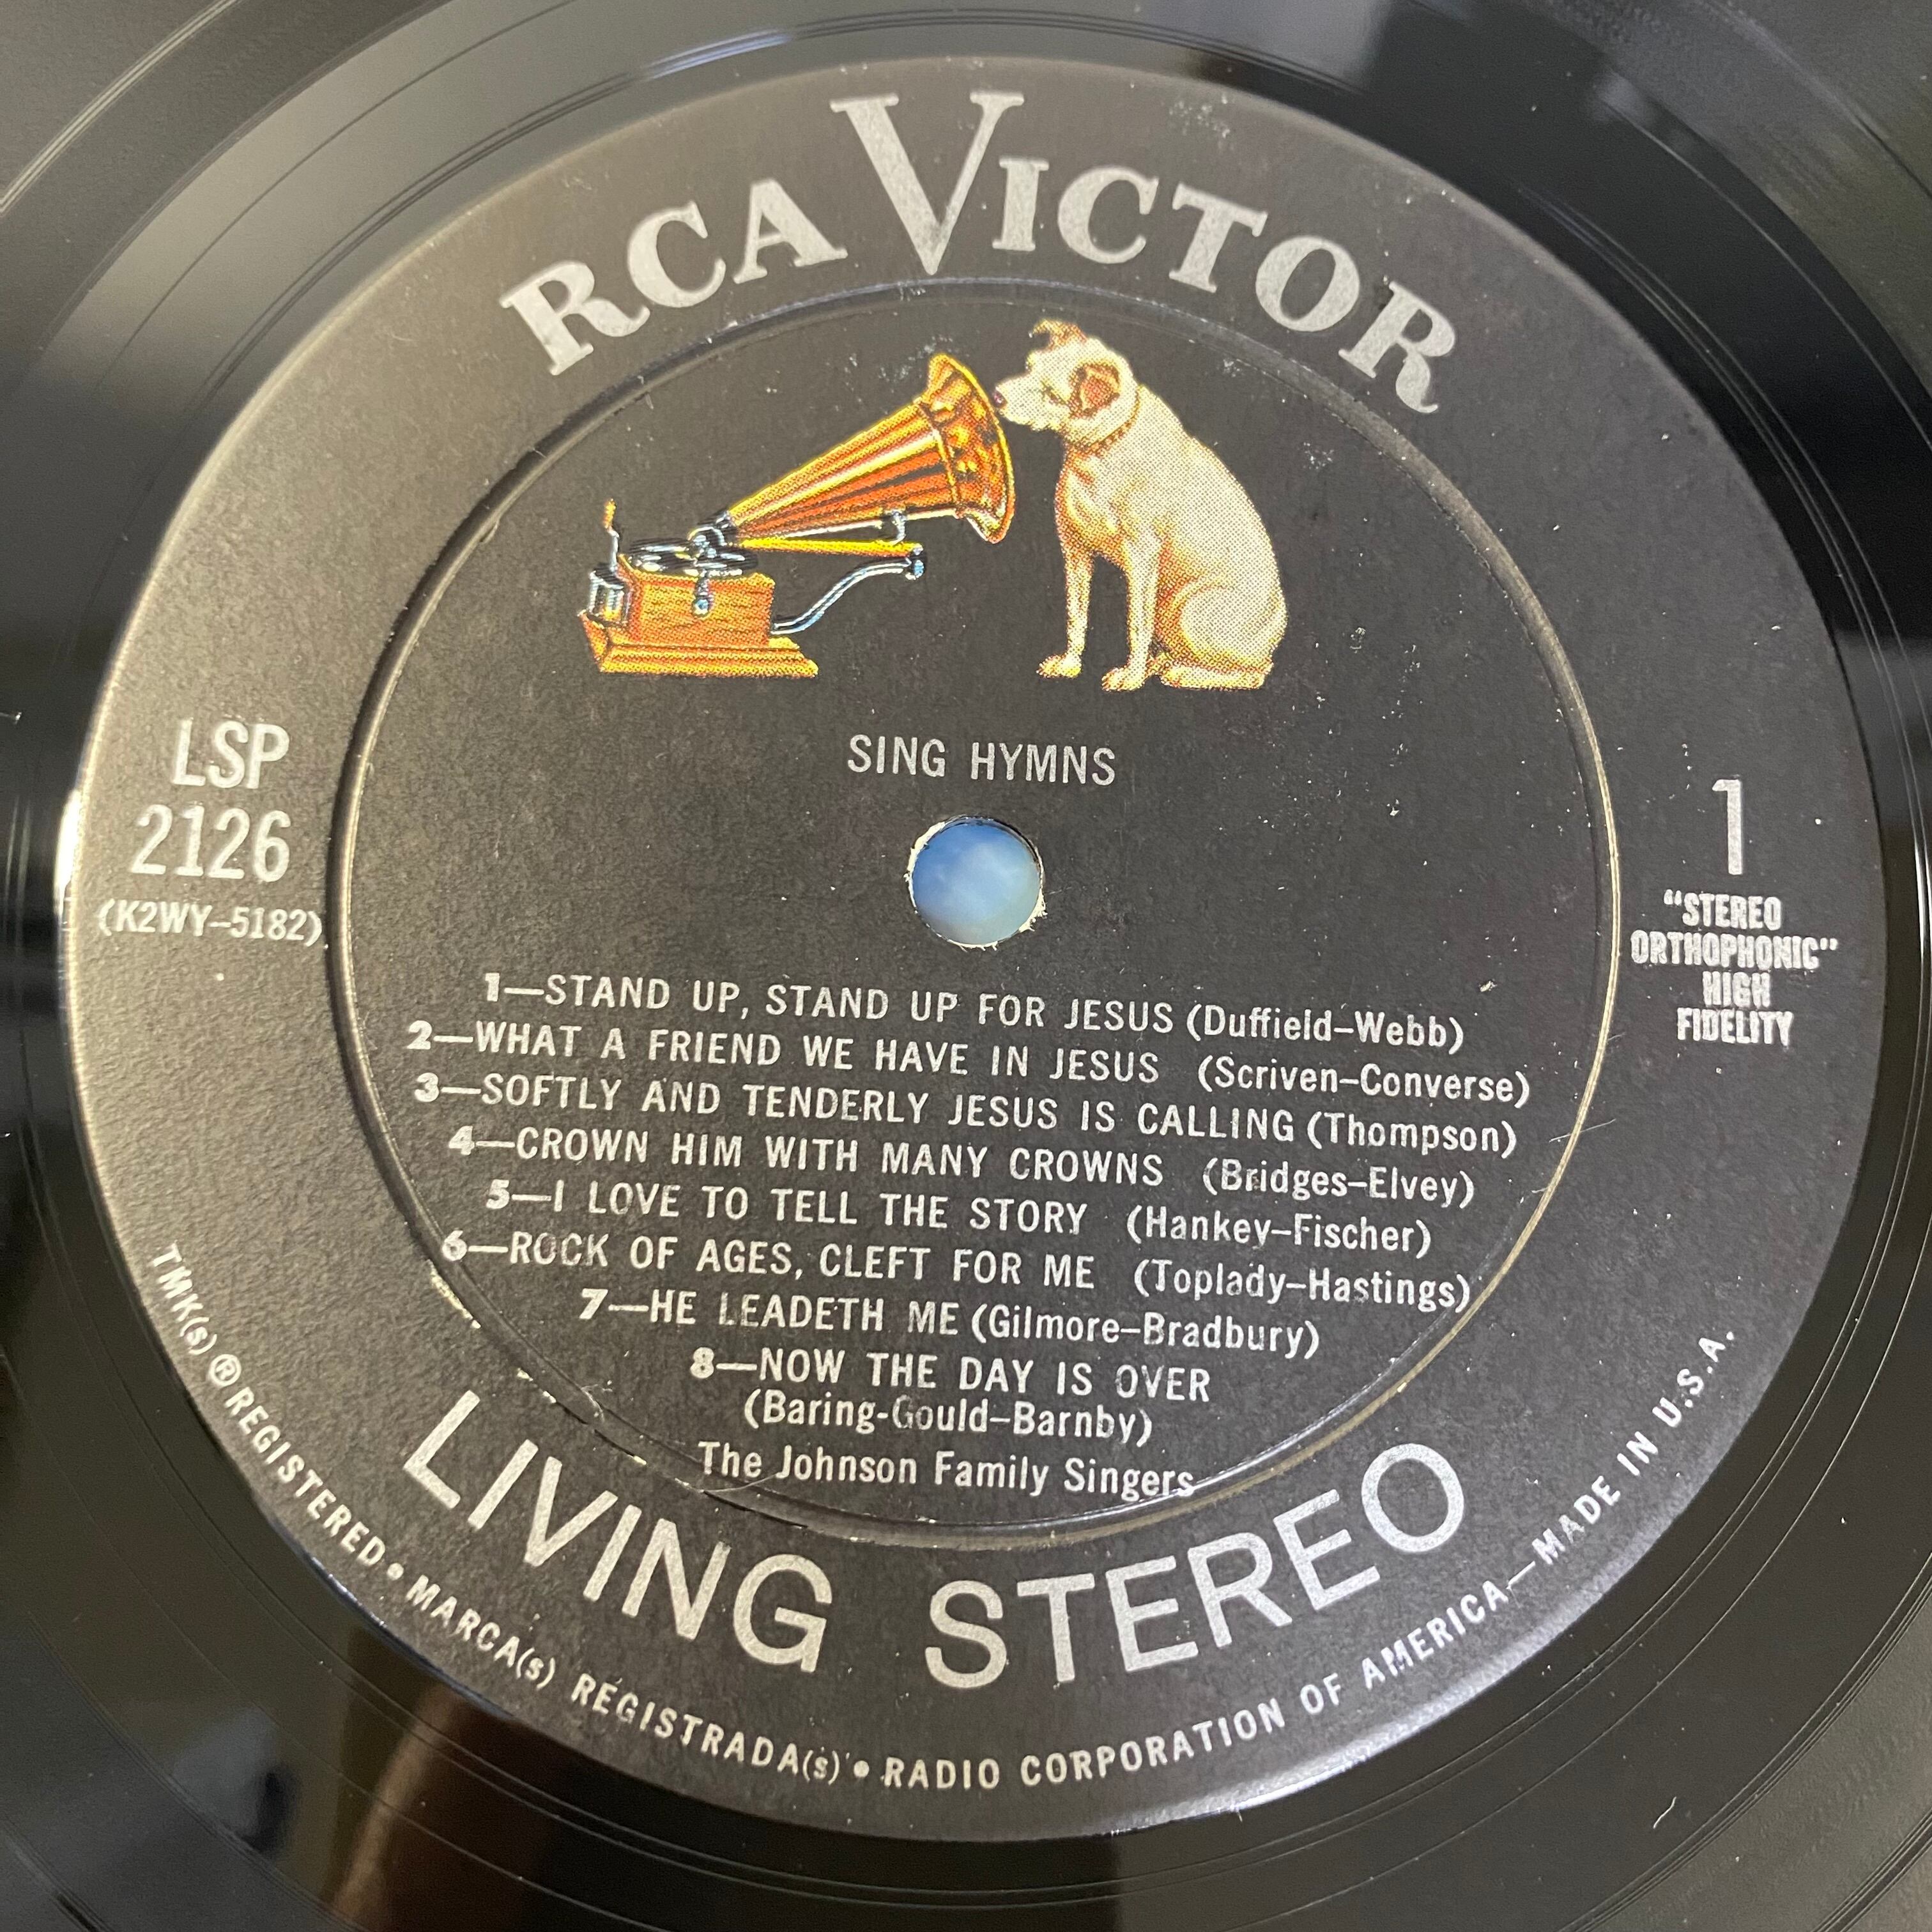 RCA VICTOR
SING HYMNS
LSP
2126
(K2WY–5182)
1
"STEREO
ORTHOPHONIC"
HIGH
FIDELITY
1—STAND UP, STAND UP FOR JESUS (Duffield–Webb)
2—WHAT A FRIEND WE HAVE IN JESUS (Scriven–Converse)
3—SOFTLY AND TENDERLY JESUS IS CALLING (Thompson)
4—CROWN HIM WITH MANY CROWNS (Bridges–Elvey)
5—I LOVE TO TELL THE STORY (Hankey–Fischer)
6—ROCK OF AGES, CLEFT FOR ME (Toplady–Hastings)
7—HE LEADETH ME (Gilmore–Bradbury)
8—NOW THE DAY IS OVER
(Baring-Gould–Barnby)
The Johnson Family Singers
LIVING STEREO
TMK(s) ® REGISTERED • MARCA(s) REGISTRADA(s) • RADIO CORPORATION OF AMERICA—MADE IN U.S.A.